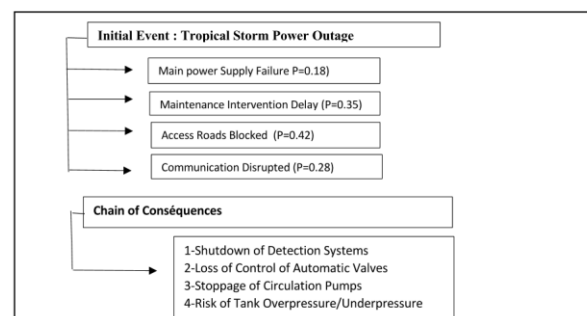 Initial Event : Tropical Storm Power Outage
Main power Supply Failure P=0.18)
Maintenance Intervention Delay (P=0.35)
Access Roads Blocked (P=0.42)
Communication Disrupted (P=0.28)
Chain of Conséquences
1-Shutdown of Detection Systems
2-Loss of Control of Automatic Valves
3-Stoppage of Circulation Pumps
4-Risk of Tank Overpressure/Underpressure